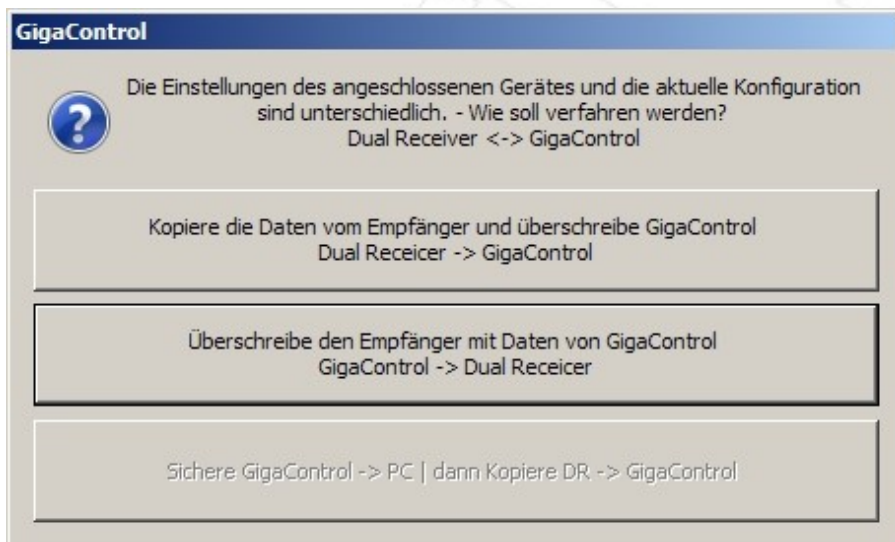 GigaControl
Die Einstellungen des angeschlossenen Gerätes und die aktuelle Konfiguration
sind unterschiedlich. - Wie soll verfahren werden?
Dual Receiver <-> GigaControl
Kopiere die Daten vom Empfänger und überschreibe GigaControl
Dual Receicer -> GigaControl
Überschreibe den Empfänger mit Daten von GigaControl
GigaControl -> Dual Receicer
Sichere GigaControl -> PC | dann Kopiere DR -> GigaControl